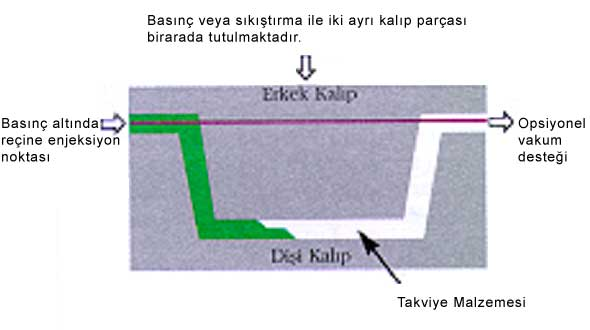 Basınç veya sıkıştırma ile iki ayrı kalıp parçası
birarada tutulmaktadır.
Erkek Kalıp
Basınç altında
reçine enjeksiyon
noktası
Opsiyonel
vakum
desteği
Dişi Kalıp
Takviye Malzemesi